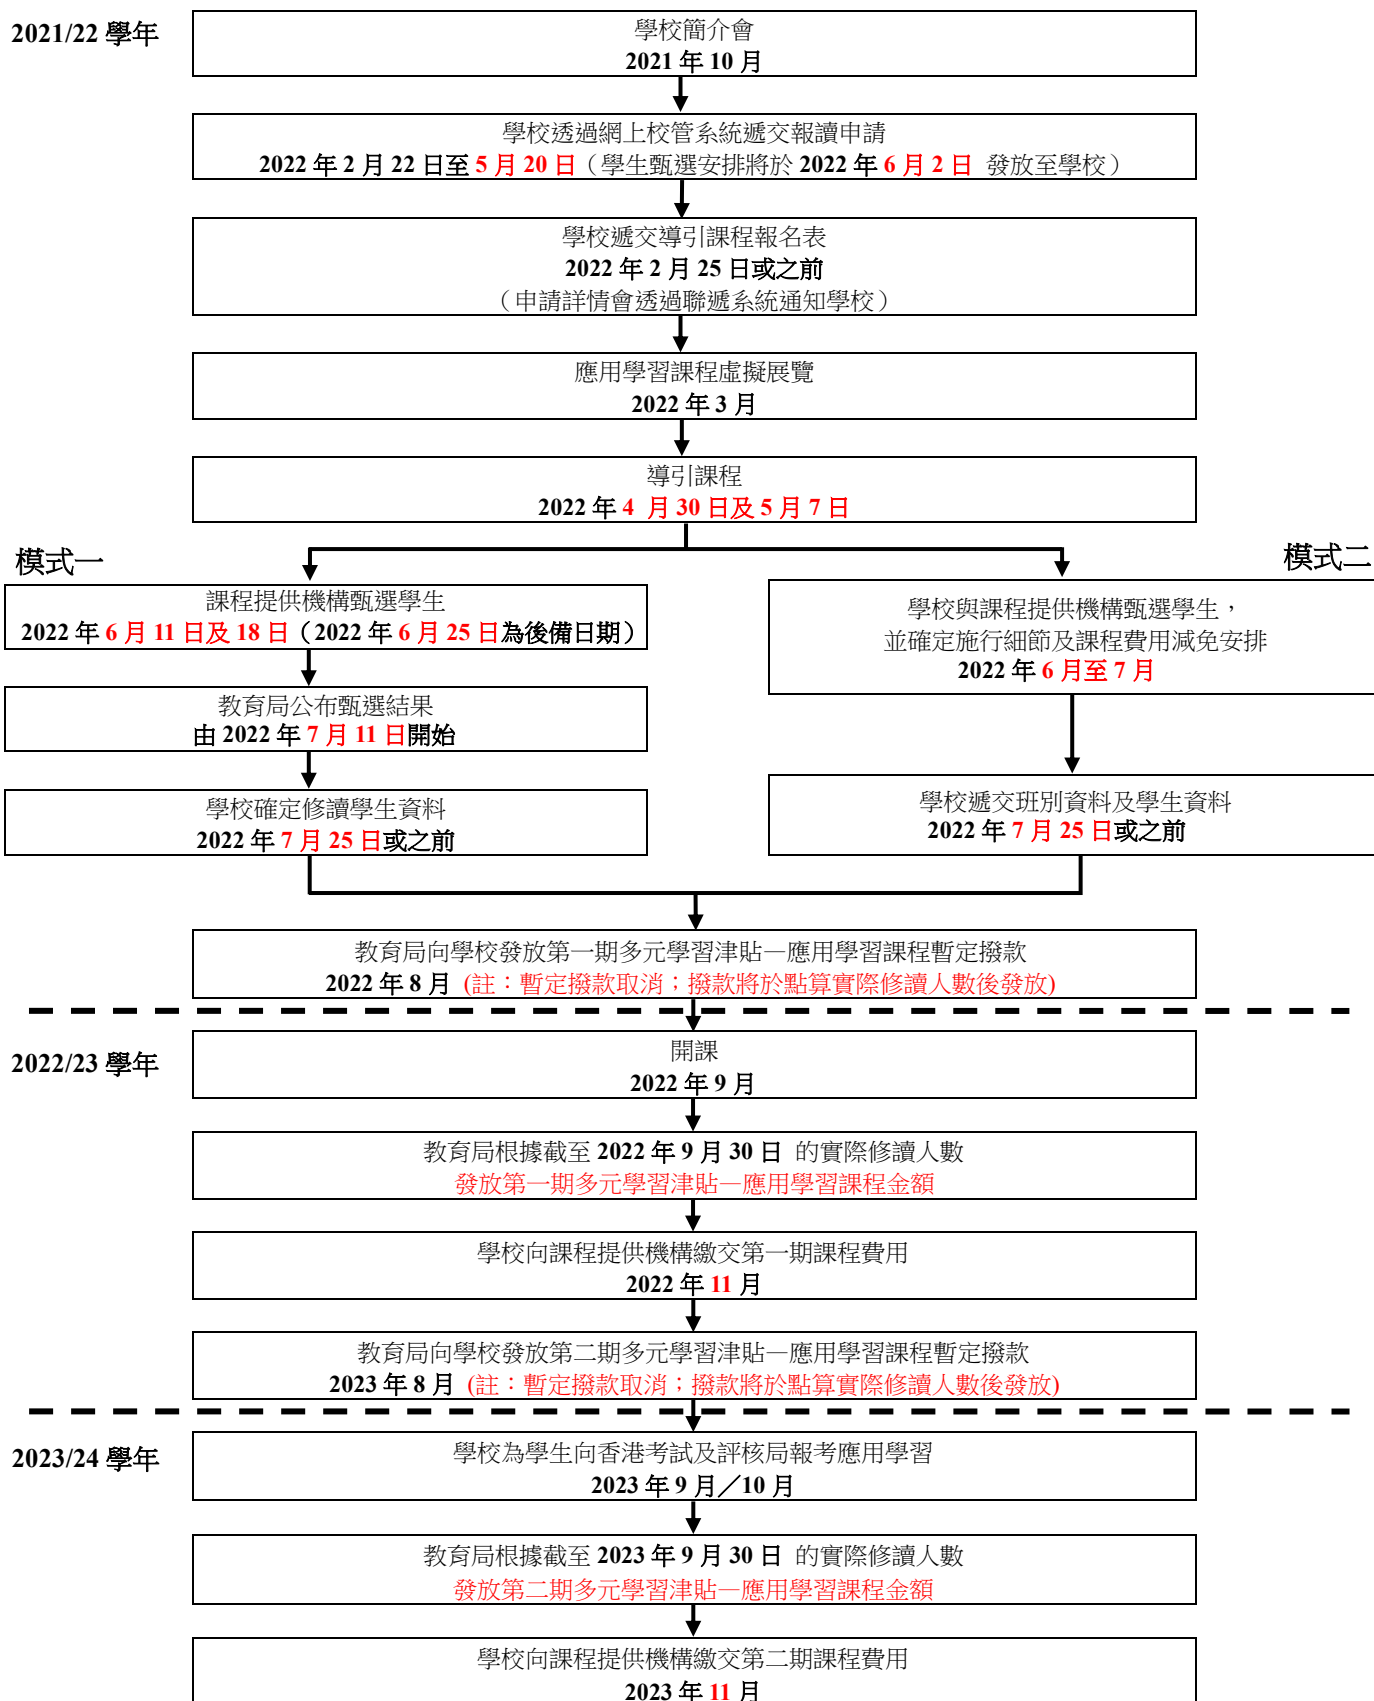 2021/22 學年
學校簡介會
2021 年 10 月
學校透過網上校管系統遞交報讀申請
2022 年 2 月 22 日至 5 月 20 日（學生甄選安排將於 2022 年 6 月 2 日 發放至學校）
學校遞交導引課程報名表
2022 年 2 月 25 日或之前
（申請詳情會透過聯遞系統通知學校）
應用學習課程虛擬展覽
2022 年 3 月
導引課程
2022 年 4 月 30 日及 5 月 7 日
模式一
課程提供機構甄選學生
2022 年 6 月 11 日及 18 日（2022 年 6 月 25 日為後備日期）
教育局公布甄選結果
由 2022 年 7 月 11 日開始
學校確定修讀學生資料
2022 年 7 月 25 日或之前
模式二
學校與課程提供機構甄選學生，
並確定施行細節及課程費用減免安排
2022 年 6 月至 7 月
學校遞交班別資料及學生資料
2022 年 7 月 25 日或之前
教育局向學校發放第一期多元學習津貼—應用學習課程暫定撥款
2022 年 8 月 (註：暫定撥款取消；撥款將於點算實際修讀人數後發放)
2022/23 學年
開課
2022 年 9 月
教育局根據截至 2022 年 9 月 30 日 的實際修讀人數
發放第一期多元學習津貼—應用學習課程金額
學校向課程提供機構繳交第一期課程費用
2022 年 11 月
教育局向學校發放第二期多元學習津貼—應用學習課程暫定撥款
2023 年 8 月 (註：暫定撥款取消；撥款將於點算實際修讀人數後發放)
2023/24 學年
學校為學生向香港考試及評核局報考應用學習
2023 年 9 月／10 月
教育局根據截至 2023 年 9 月 30 日 的實際修讀人數
發放第二期多元學習津貼—應用學習課程金額
學校向課程提供機構繳交第二期課程費用
2023 年 11 月